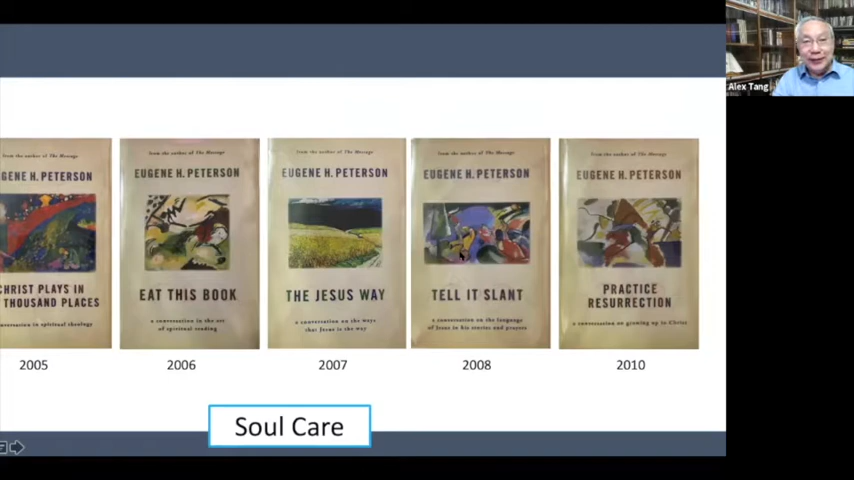 Alex Tang
from the author of The Message
GENE H. PETERSON
CHRIST PLAYS IN
THOUSAND PLACES
conversation in spiritual theology
2005
from the author of The Message
EUGENE H. PETERSON
EAT THIS BOOK
a conversation in the art
of spiritual reading
2006
from the author of The Message
EUGENE H. PETERSON
THE JESUS WAY
a conversation on the ways
that Jesus is the way
2007
from the author of The Message
EUGENE H. PETERSON
TELL IT SLANT
a conversation on the language
of Jesus in his stories and prayers
2008
from the author of The Message
EUGENE H. PETERSON
PRACTICE
RESURRECTION
a conversation on growing up in Christ
2010
Soul Care